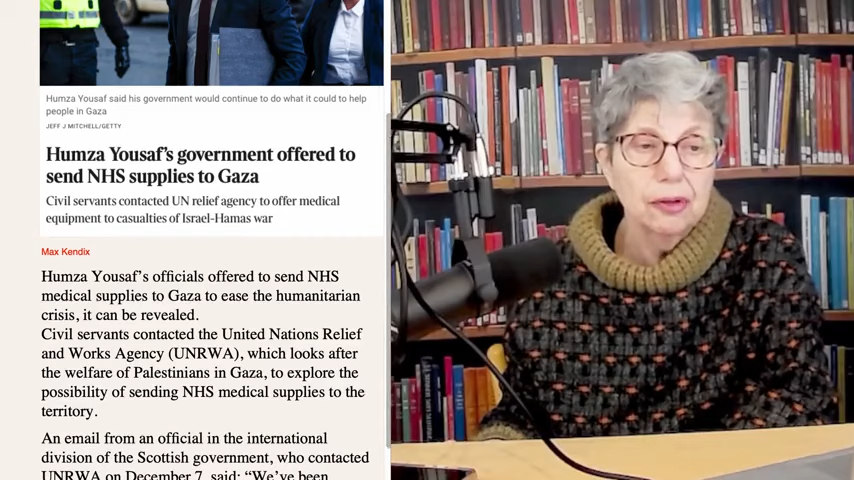 Humza Yousaf said his government would continue to do what it could to help
people in Gaza
JEFF J MITCHELL/GETTY
Humza Yousaf’s government offered to
send NHS supplies to Gaza
Civil servants contacted UN relief agency to offer medical
equipment to casualties of Israel-Hamas war
Max Kendix
Humza Yousaf’s officials offered to send NHS
medical supplies to Gaza to ease the humanitarian
crisis, it can be revealed.
Civil servants contacted the United Nations Relief
and Works Agency (UNRWA), which looks after
the welfare of Palestinians in Gaza, to explore the
possibility of sending NHS medical supplies to the
territory.
An email from an official in the international
division of the Scottish government, who contacted
UNRWA on December 7, said: “We’ve been